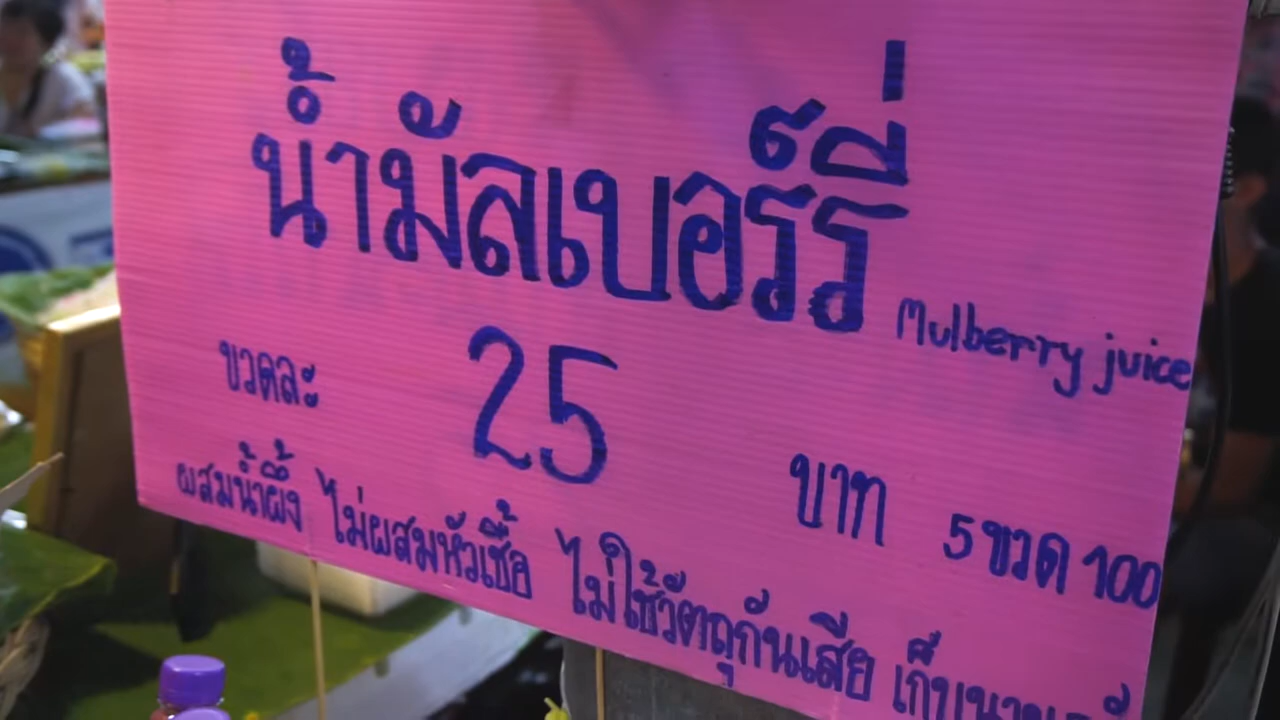 น้ำมัลเบอร์รี่
Mulberry juice
ขวดละ 25 บาท 5 ขวด 100
ผสมน้ำผึ้ง ไม่ผสมหัวเชื้อ ไม่ใช้วัตถุกันเสีย